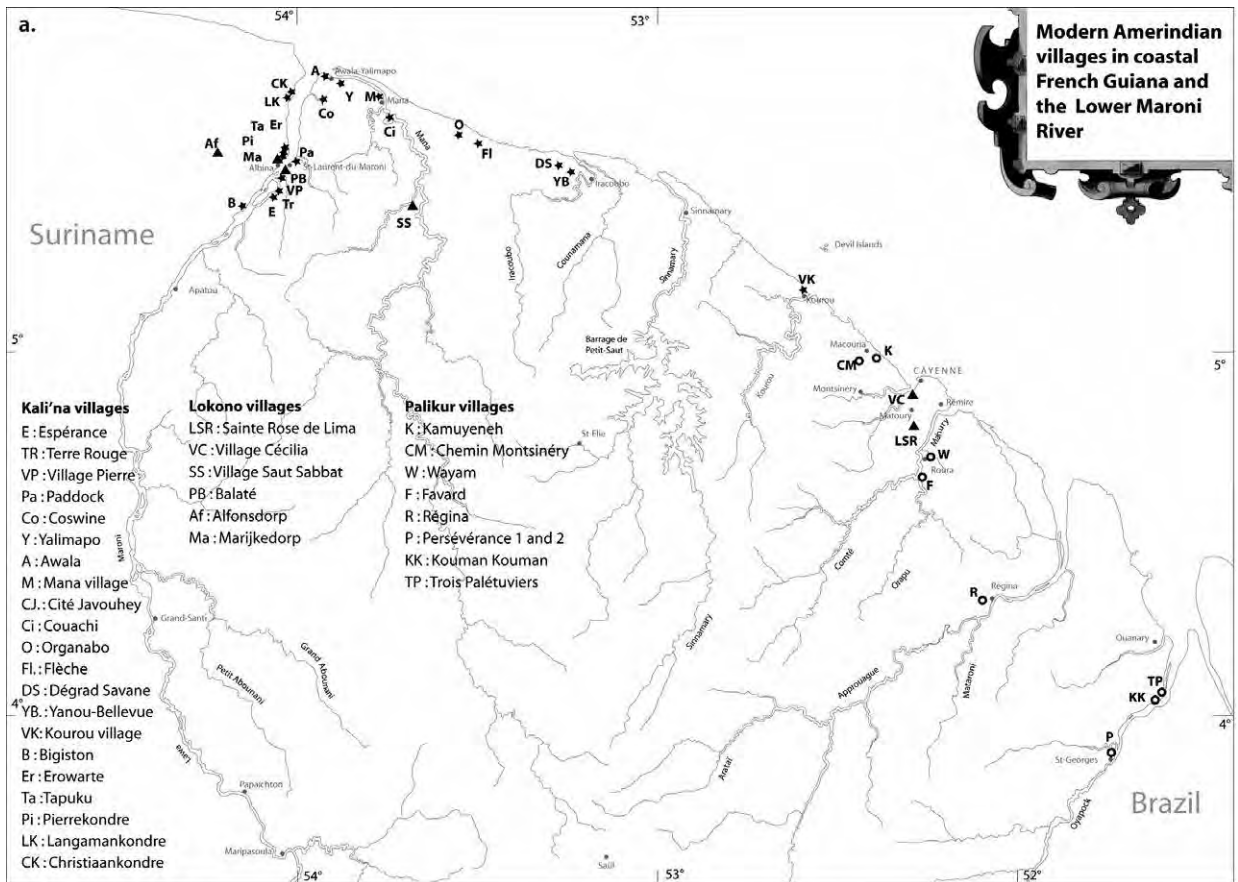 a.
54°
53°
Modern Amerindian
villages in coastal
French Guiana and
the Lower Maroni
River
A
Awala-Yalimapo
CK
LK
Y
Co
M
Mana
Ci
Mana
O
Fl
DS
YB
Iracoubo
Ta
Er
Pi
Ma
Af
Pa
Albina
St-Laurent-du-Maroni
PB
VP
Tr
E
B
SS
Suriname
Sinnamary
Devil Islands
Iracoubo
Counamana
Sinnamary
VK
Kourou
Apatou
5°
Barrage de
Petit-Saut
Macouria
K
CM
5°
CAYENNE
Montsinéry
VC
Rémire
Matoury
LSR
Mahury
Kourou
W
Roura
F
St-Elie
Kali'na villages
E : Espérance
TR : Terre Rouge
VP : Village Pierre
Pa : Paddock
Co : Coswine
Y : Yalimapo
A : Awala
M : Mana village
CJ. : Cité Javouhey
Ci : Couachi
O : Organabo
Fl. : Flèche
DS : Dégrad Savane
YB. : Yanou-Bellevue
VK: Kourou village
B : Bigiston
Er : Erowarte
Ta : Tapuku
Pi : Pierrekondre
LK : Langamankondre
CK : Christiaankondre
Lokono villages
LSR : Sainte Rose de Lima
VC : Village Cécilia
SS : Village Saut Sabbat
PB : Balaté
Af : Alfonsdorp
Ma : Marijkedorp
Palikur villages
K : Kamuyeneh
CM : Chemin Montsinéry
W : Wayam
F : Favard
R : Régina
P : Persévérance 1 and 2
KK : Kouman Kouman
TP : Trois Palétuviers
Maroni
Comté
Orapu
R
Régina
Grand-Santi
Grand Abounani
Petit Abounani
Sinnamary
Ouanary
Approuague
Mataroni
TP
KK
4°
4°
Lawa
Arataï
P
St-Georges
Papaichton
Oyapock
Brazil
Maripasoula
Saül
54°
53°
52°